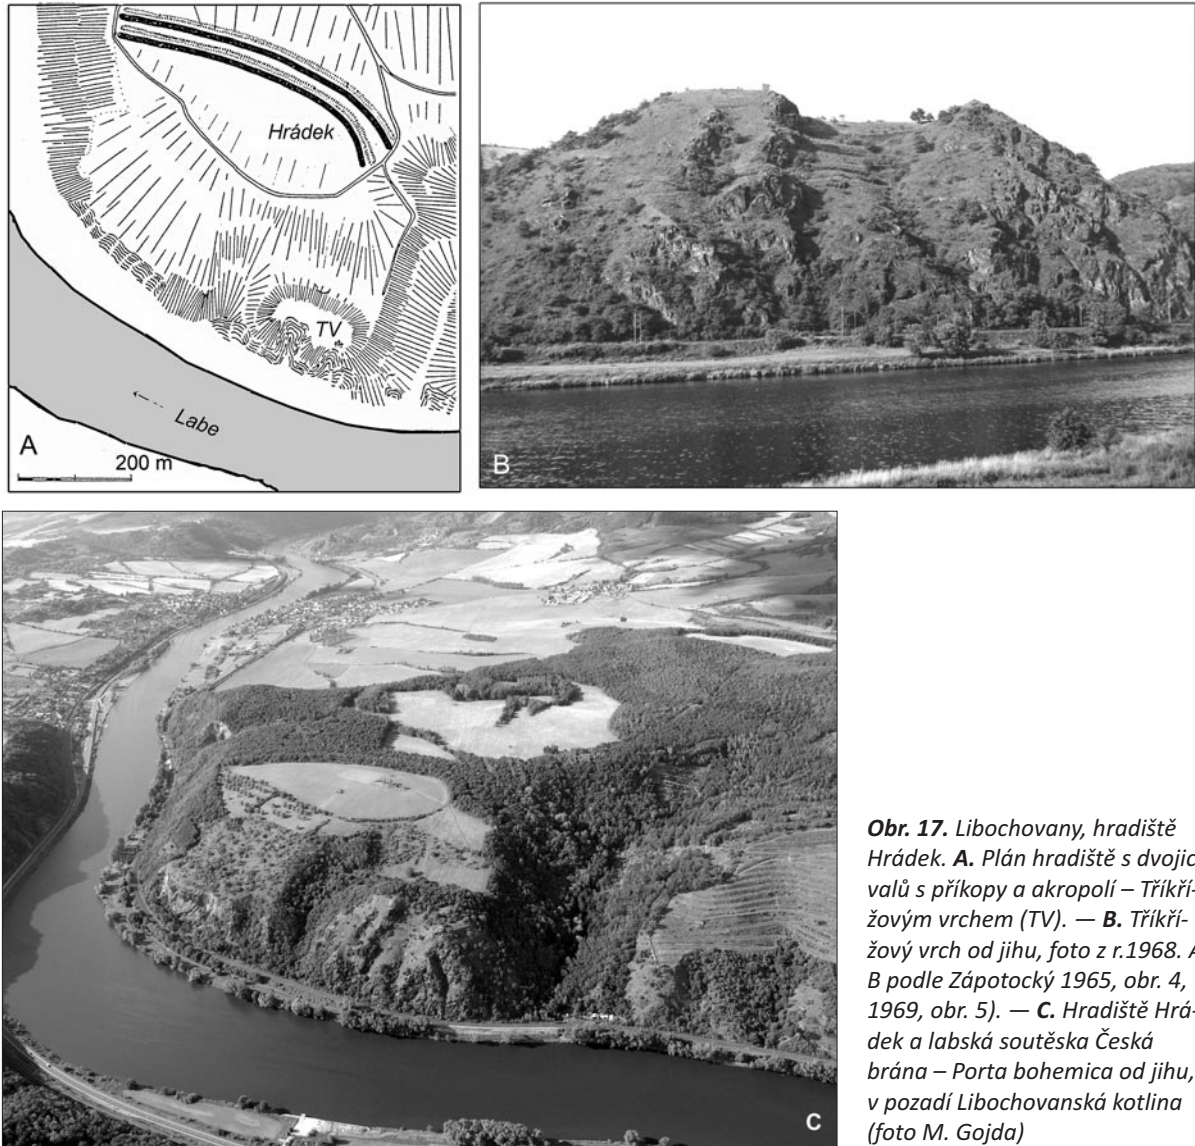 Hrádek
TV
Labe
A
200 m
B
C
Obr. 17. Libochovany, hradiště
Hrádek. A. Plán hradiště s dvojic
valů s příkopy a akropolí – Tříkří-
žovým vrchem (TV). — B. Tříkří-
žový vrch od jihu, foto z r.1968. A
B podle Zápotocký 1965, obr. 4,
1969, obr. 5). — C. Hradiště Hrá-
dek a labská soutěska Česká
brána – Porta bohemica od jihu,
v pozadí Libochovanská kotlina
(foto M. Gojda)